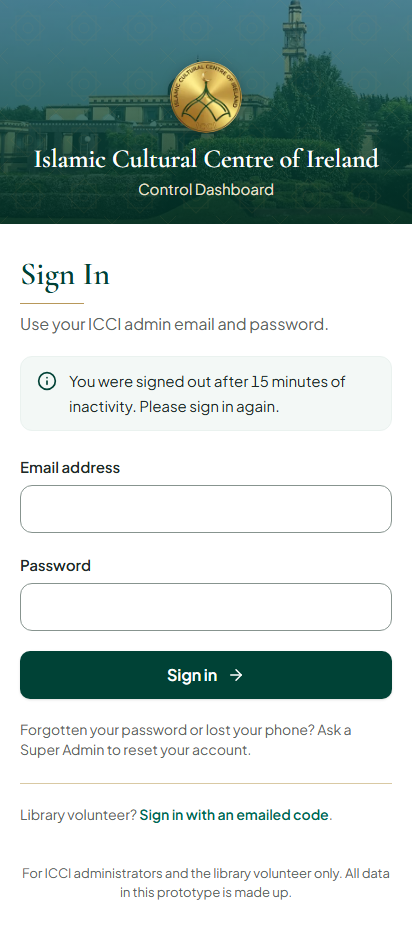 ISLAMIC CULTURAL CENTRE OF IRELAND
Islamic Cultural Centre of Ireland
Control Dashboard
Sign In
Use your ICCI admin email and password.
You were signed out after 15 minutes of
inactivity. Please sign in again.
Email address
Password
Sign in →
Forgotten your password or lost your phone? Ask a
Super Admin to reset your account.
Library volunteer? Sign in with an emailed code.
For ICCI administrators and the library volunteer only. All data
in this prototype is made up.